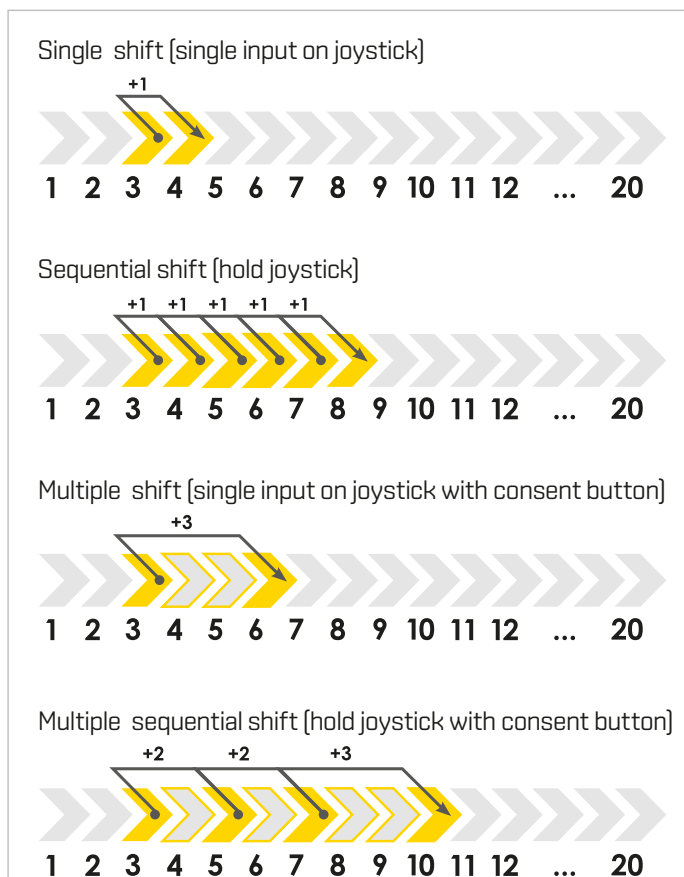 Single shift (single input on joystick)
+1
1 2 3 4 5 6 7 8 9 10 11 12 ... 20
Sequential shift (hold joystick)
+1 +1 +1 +1 +1
1 2 3 4 5 6 7 8 9 10 11 12 ... 20
Multiple shift (single input on joystick with consent button)
+3
1 2 3 4 5 6 7 8 9 10 11 12 ... 20
Multiple sequential shift (hold joystick with consent button)
+2 +2 +3
1 2 3 4 5 6 7 8 9 10 11 12 ... 20